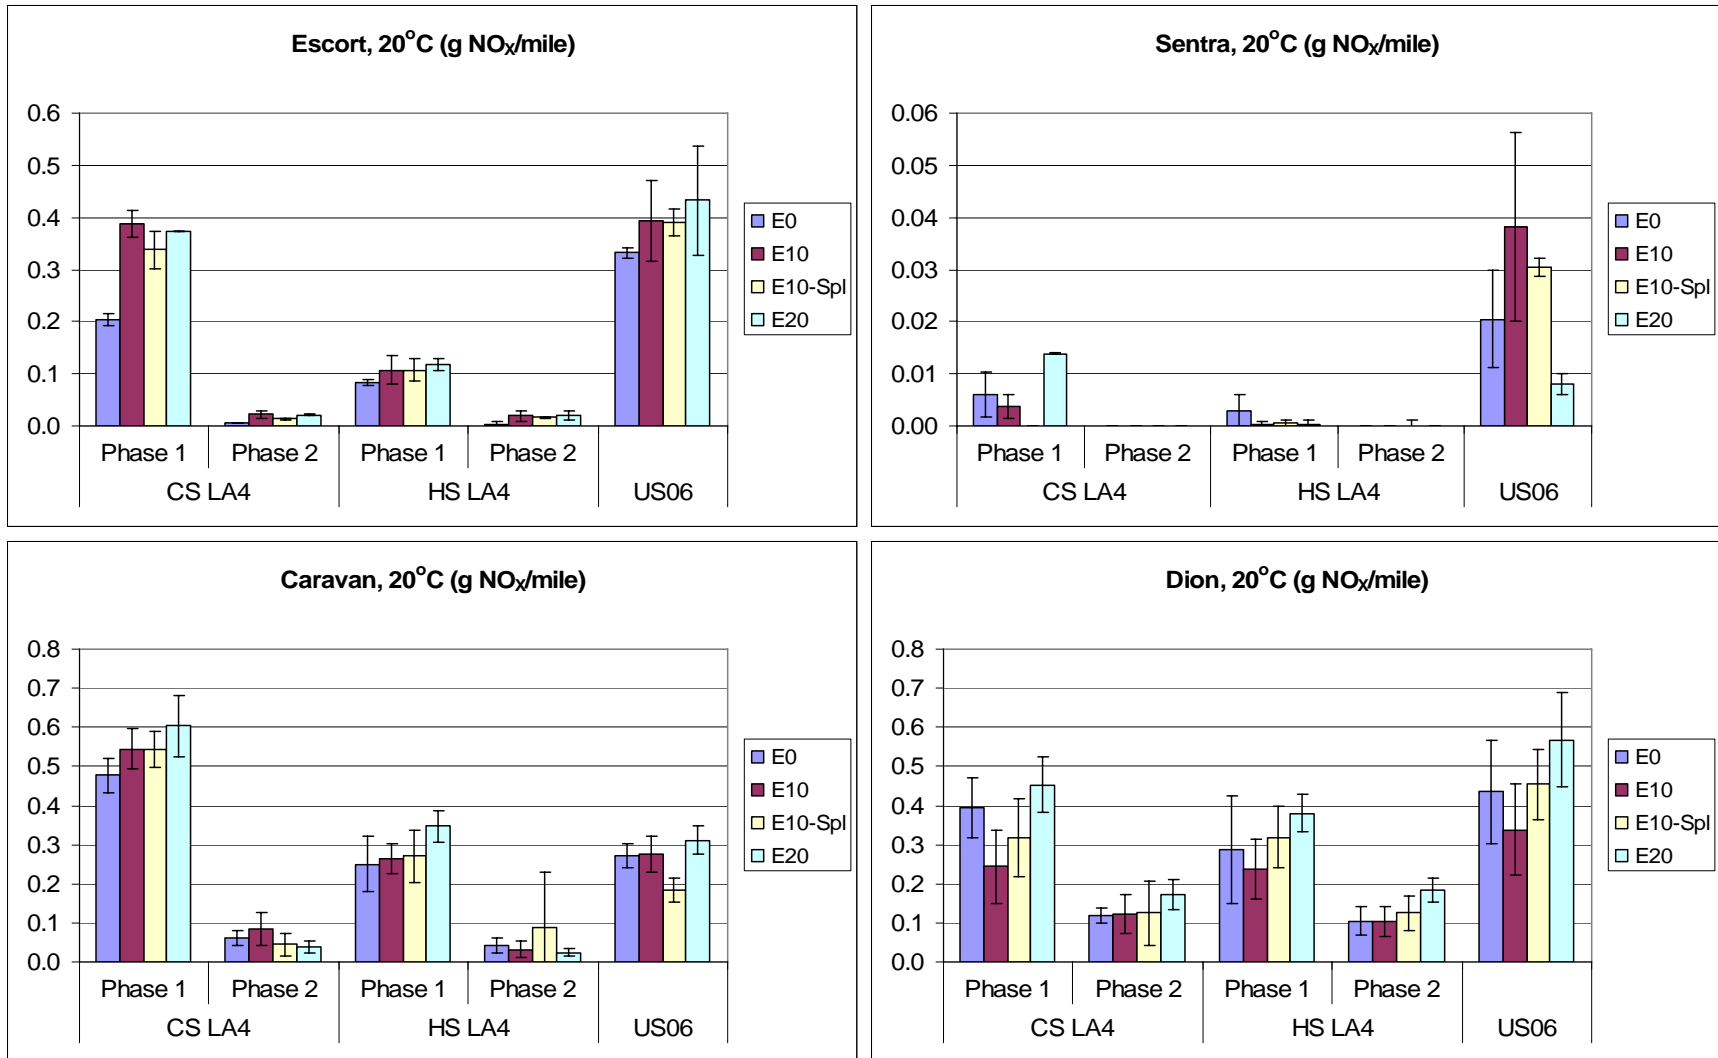 Escort, 20°C (g NOX/mile)
0.6
0.5
0.4
0.3
0.2
0.1
0.0
Phase 1 Phase 2 Phase 1 Phase 2
CS LA4 HS LA4 US06
E0
E10
E10-Spl
E20
Sentra, 20°C (g NOX/mile)
0.06
0.05
0.04
0.03
0.02
0.01
0.00
Phase 1 Phase 2 Phase 1 Phase 2
CS LA4 HS LA4 US06
E0
E10
E10-Spl
E20
Caravan, 20°C (g NOX/mile)
0.8
0.7
0.6
0.5
0.4
0.3
0.2
0.1
0.0
Phase 1 Phase 2 Phase 1 Phase 2
CS LA4 HS LA4 US06
E0
E10
E10-Spl
E20
Dion, 20°C (g NOX/mile)
0.8
0.7
0.6
0.5
0.4
0.3
0.2
0.1
0.0
Phase 1 Phase 2 Phase 1 Phase 2
CS LA4 HS LA4 US06
E0
E10
E10-Spl
E20